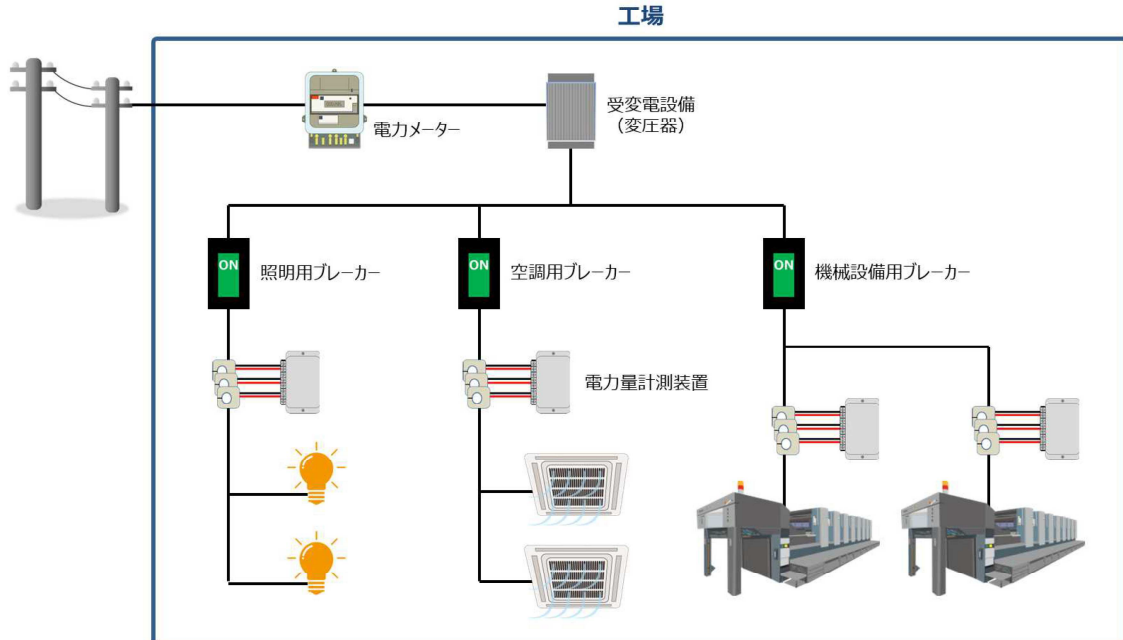 工場
電力メーター
受変電設備
（変圧器）
ON
照明用ブレーカー
ON
空調用ブレーカー
ON
機械設備用ブレーカー
電力量計測装置